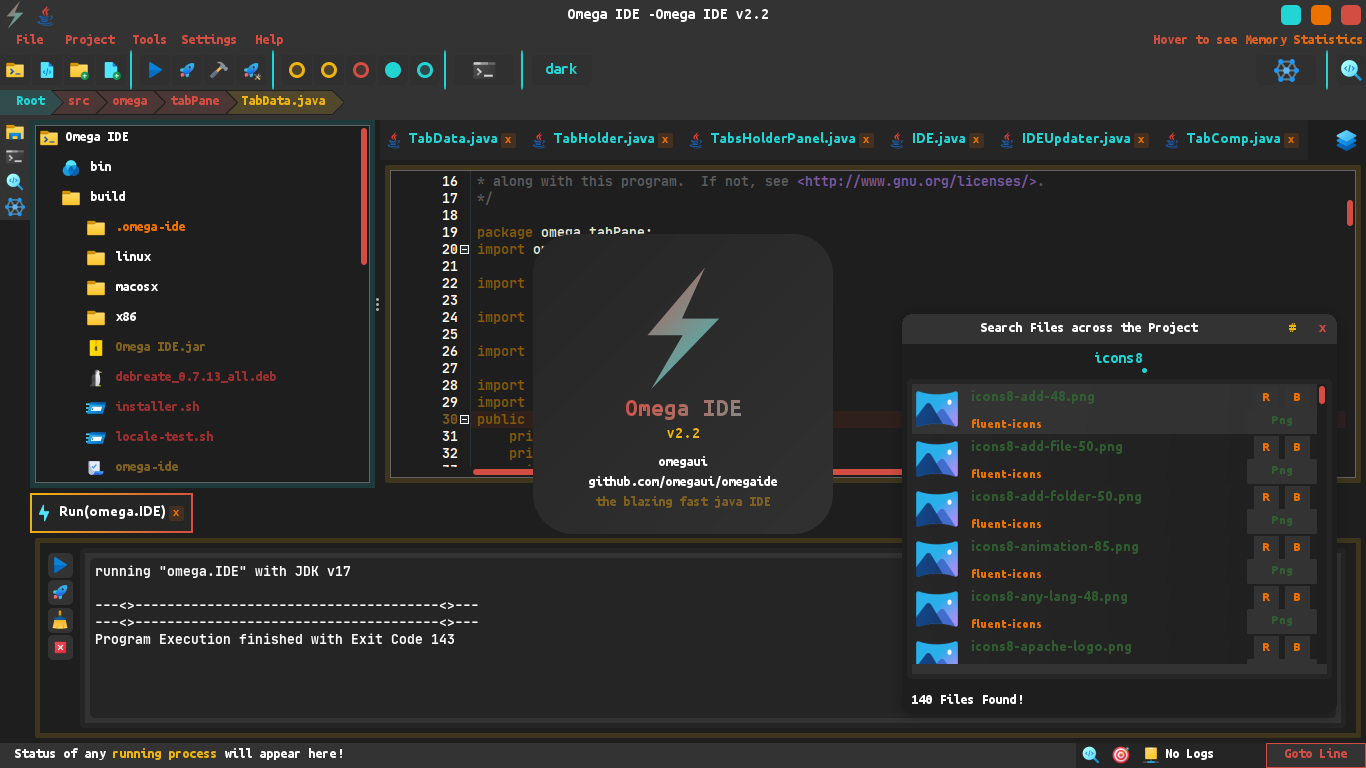 Omega IDE -Omega IDE v2.2
File Project Tools Settings Help
Hover to see Memory Statistics
dark
Root src omega tabPane TabData.java
Omega IDE
bin
build
.omega-ide
linux
macosx
x86
Omega IDE.jar
debreate_0.7.13_all.deb
installer.sh
locale-test.sh
omega-ide
TabData.java x TabHolder.java x TabsHolderPanel.java x IDE.java x IDEUpdater.java x TabComp.java x
16 * along with this program. If not, see <http://www.gnu.org/licenses/>.
17 */
18
19 package omega.tabPane;
20 import
21
22 import
23
24 import
25
26 import
27
28 import
29 import
30 public
31 pri
32 pri
Omega IDE
v2.2
omegaui
github.com/omegaui/omegaide
the blazing fast java IDE
Search Files across the Project # x
icons8
icons8-add-48.png R B
fluent-icons Png
icons8-add-file-50.png R B
fluent-icons Png
icons8-add-folder-50.png R B
fluent-icons Png
icons8-animation-85.png R B
fluent-icons Png
icons8-any-lang-48.png R B
fluent-icons Png
icons8-apache-logo.png R B
140 Files Found!
Run(omega.IDE) x
running "omega.IDE" with JDK v17
---<>--------------------------------------<>---
---<>--------------------------------------<>---
Program Execution finished with Exit Code 143
Status of any running process will appear here!
No Logs
Goto Line